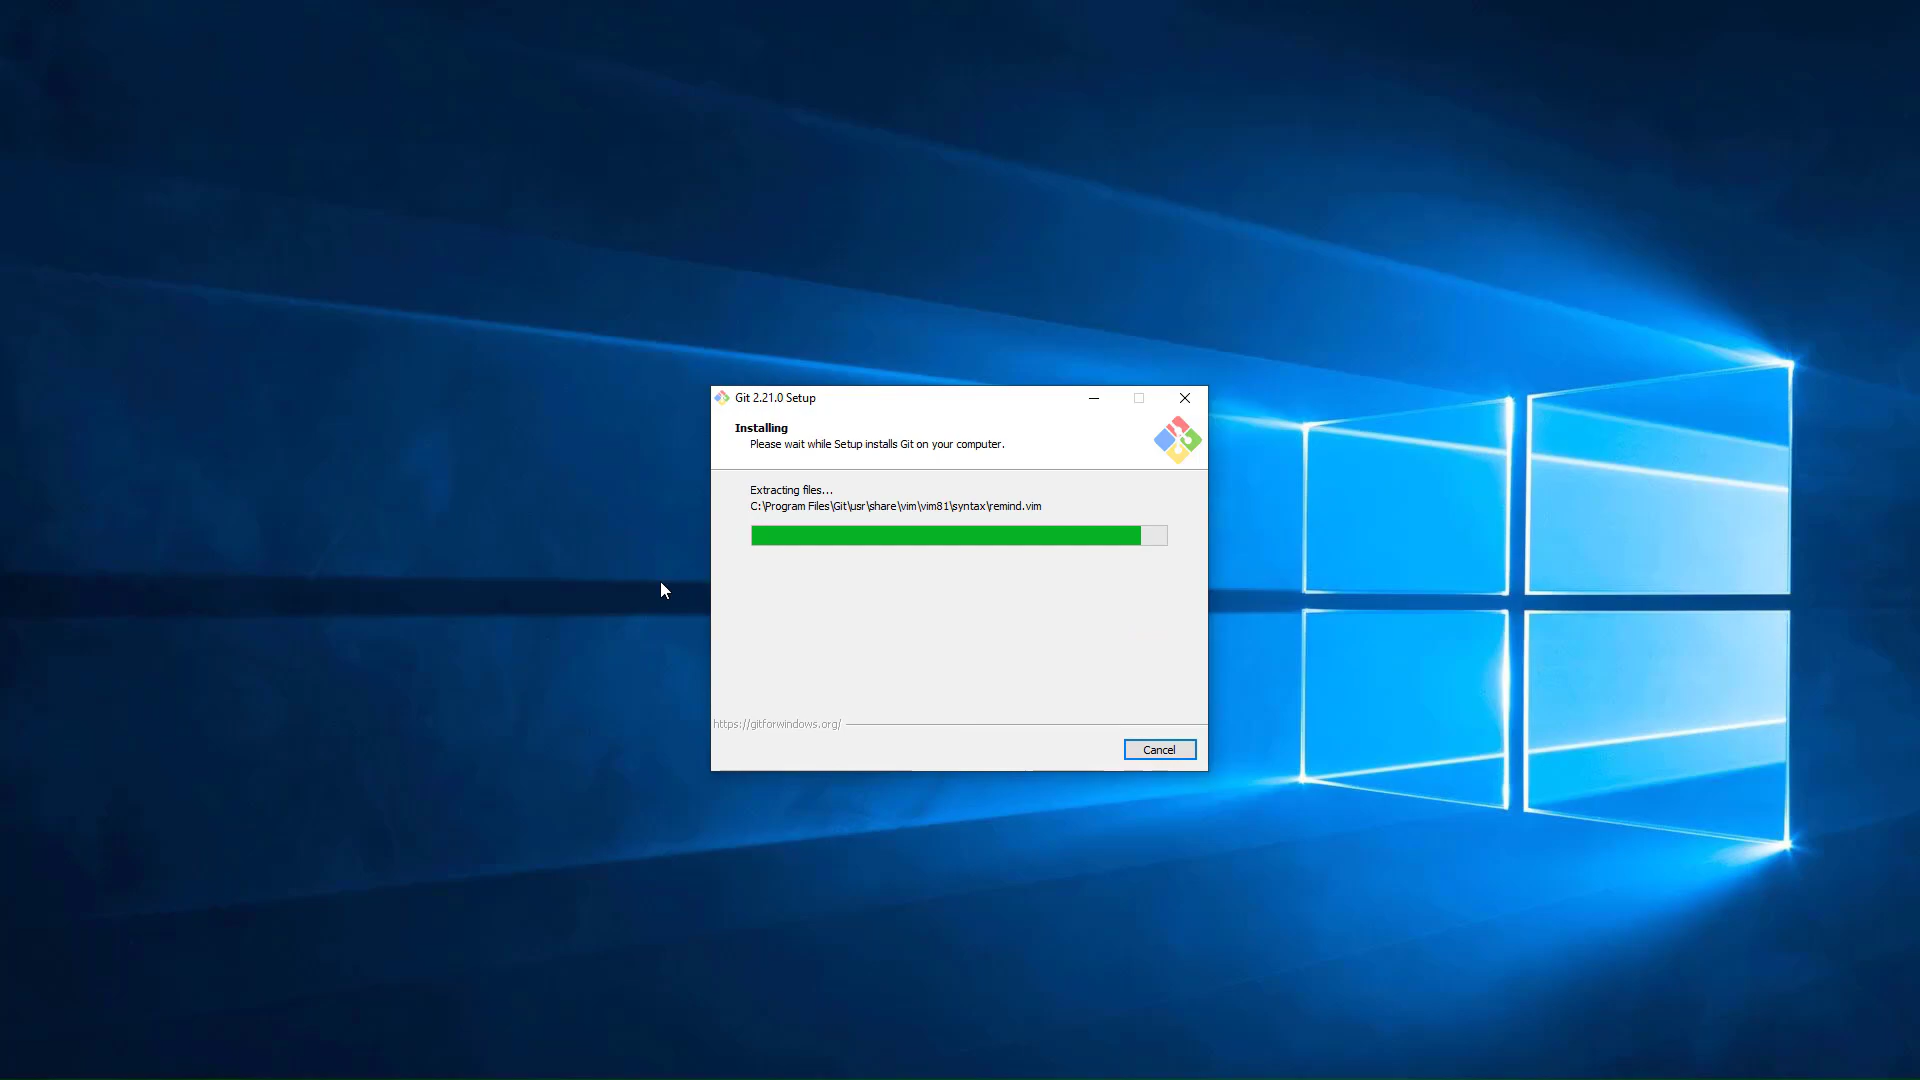 Git 2.21.0 Setup
Installing
Please wait while Setup installs Git on your computer.
Extracting files...
C:\Program Files\Git\usr\share\vim\vim81\syntax\remind.vim
https://gitforwindows.org/
Cancel